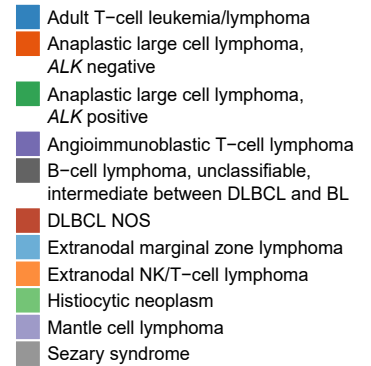 Adult T−cell leukemia/lymphoma
Anaplastic large cell lymphoma,
ALK negative
Anaplastic large cell lymphoma,
ALK positive
Angioimmunoblastic T−cell lymphoma
B−cell lymphoma, unclassifiable,
intermediate between DLBCL and BL
DLBCL NOS
Extranodal marginal zone lymphoma
Extranodal NK/T−cell lymphoma
Histiocytic neoplasm
Mantle cell lymphoma
Sezary syndrome